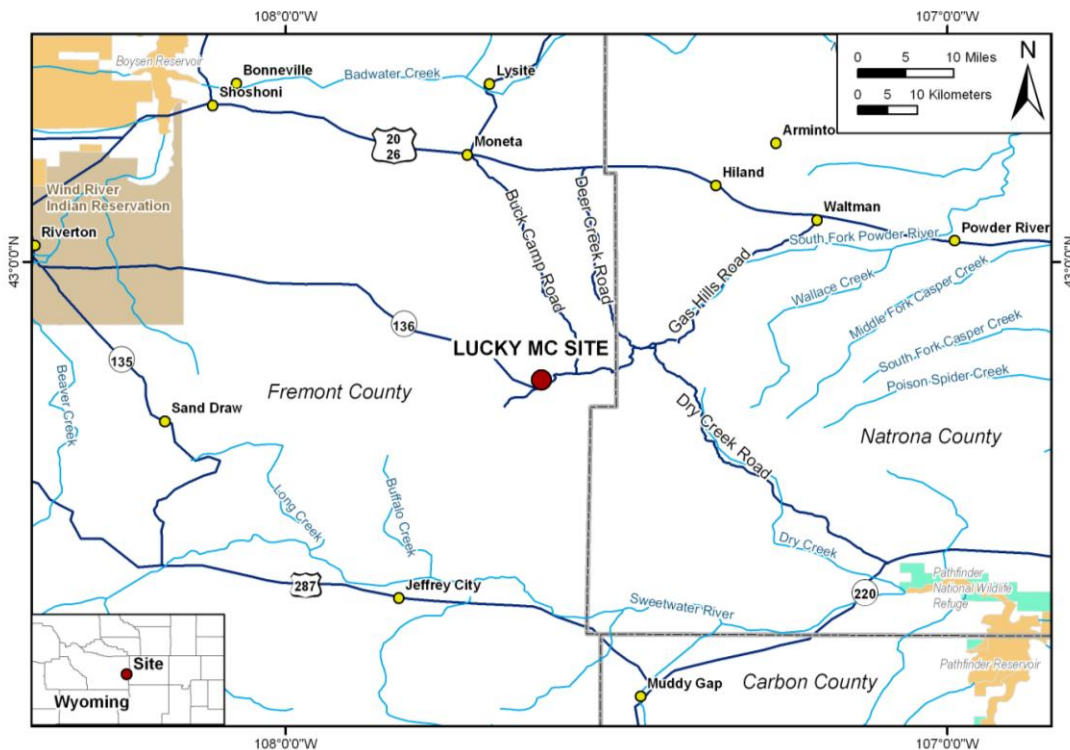 108°0'0"W
107°0'0"W
Boysen Reservoir
Bonneville
Badwater Creek
Lysite
Shoshoni
0 5 10 Miles
0 5 10 Kilometers
N
20
26
Moneta
Arminto
Hiland
Wind River
Indian Reservation
Buck Camp Road
Deer Creek Road
Waltman
Riverton
South Fork Powder River
Powder River
43°0'0"N
43°0'0"N
Gas Hills Road
Wallace Creek
Middle Fork Casper Creek
136
South Fork Casper Creek
LUCKY MC SITE
135
Poison Spider Creek
Beaver Creek
Fremont County
Sand Draw
Dry Creek Road
Natrona County
Long Creek
Buffalo Creek
Dry Creek
287
Jeffrey City
Sweetwater River
220
Pathfinder
National Wildlife
Refuge
Site
Wyoming
Pathfinder Reservoir
Muddy Gap
Carbon County
108°0'0"W
107°0'0"W